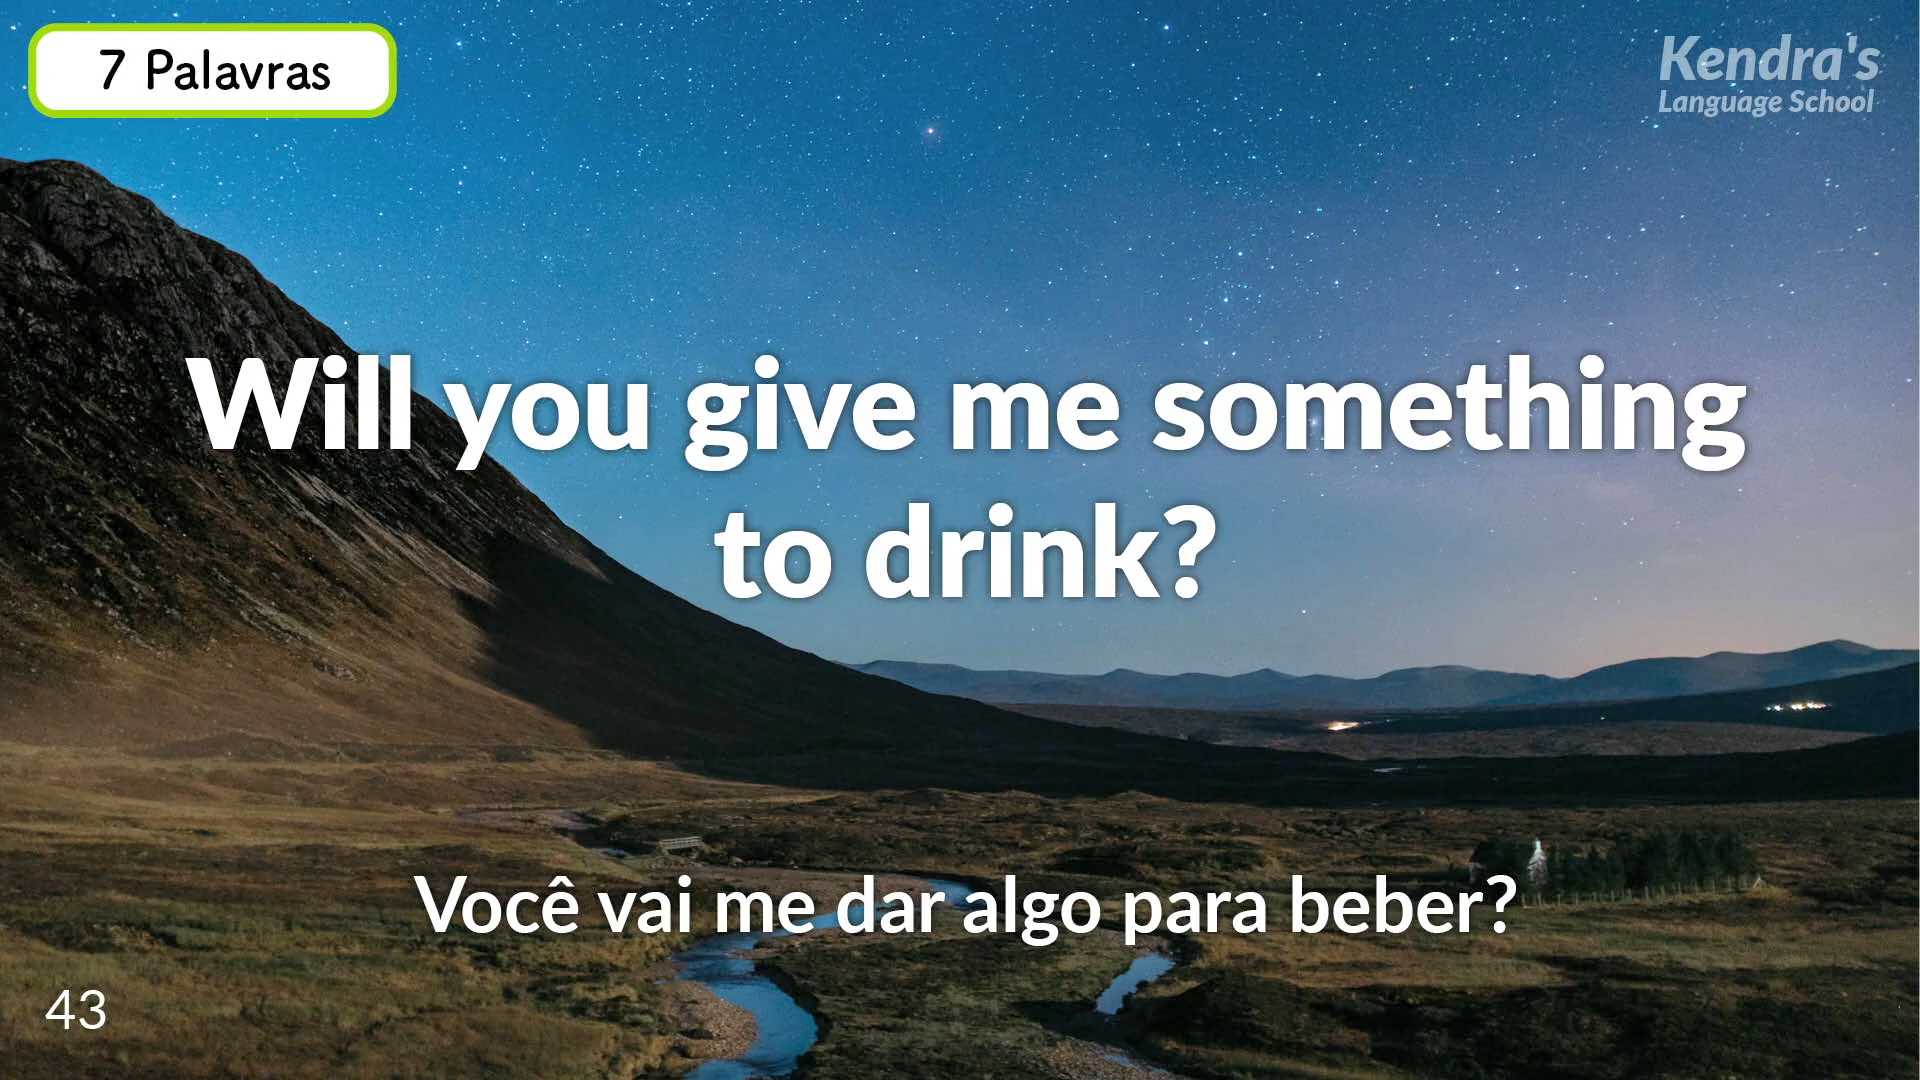 7 Palavras
Kendra's
Language School
Will you give me something
to drink?
Você vai me dar algo para beber?
43